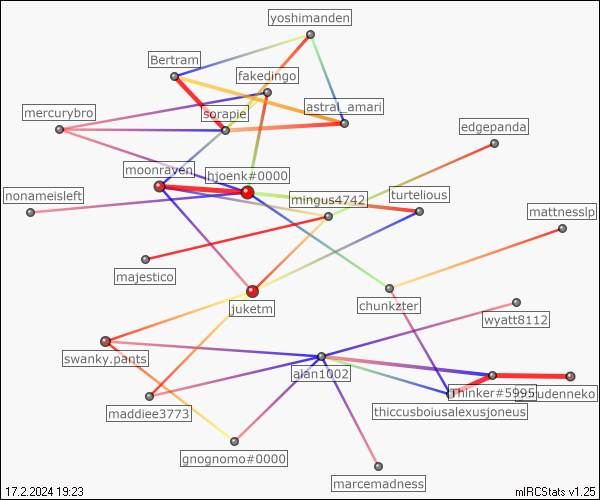 yoshimanden
Bertram
fakedingo
astral_amari
mercurybro
sorapie
edgepanda
moonraven
hjoenk#0000
nonameisleft
mingus4742
turtelious
mattnesslp
majestico
juketm
chunkzter
wyatt8112
swanky.pants
alan1002
Thinker#5995
udenneko
maddiee3773
thiccusboiusalexusjoneus
gnognomo#0000
marcemadness
17.2.2024 19:23
mIRCStats v1.25